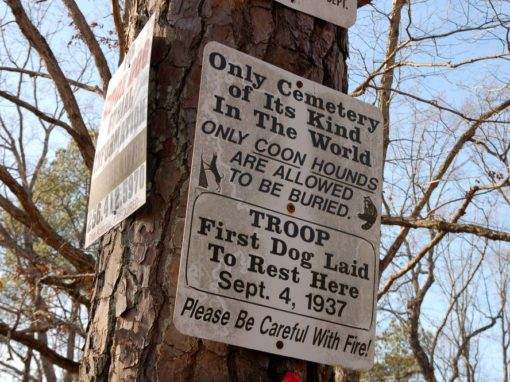 SEPT.
Only Cemetery
of Its Kind
In The World
ONLY COON HOUNDS
ARE ALLOWED
TO BE BURIED.
TROOP
First Dog Laid
To Rest Here
Sept. 4, 1937
Please Be Careful With Fire!